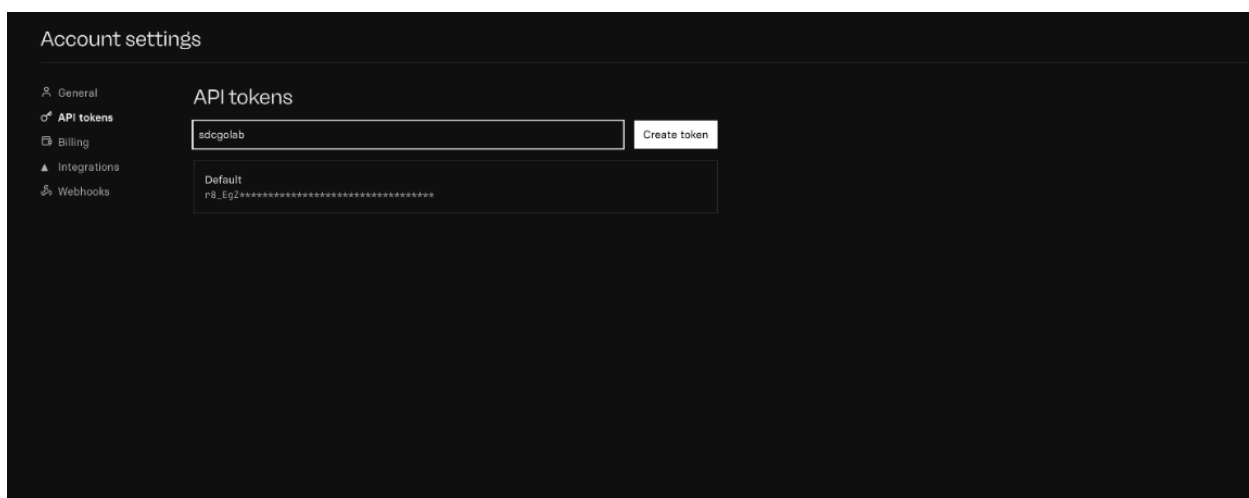 Account settings
General
API tokens
Billing
Integrations
Webhooks
API tokens
sdcgolab
Create token
Default
r8_EgZ**********************************